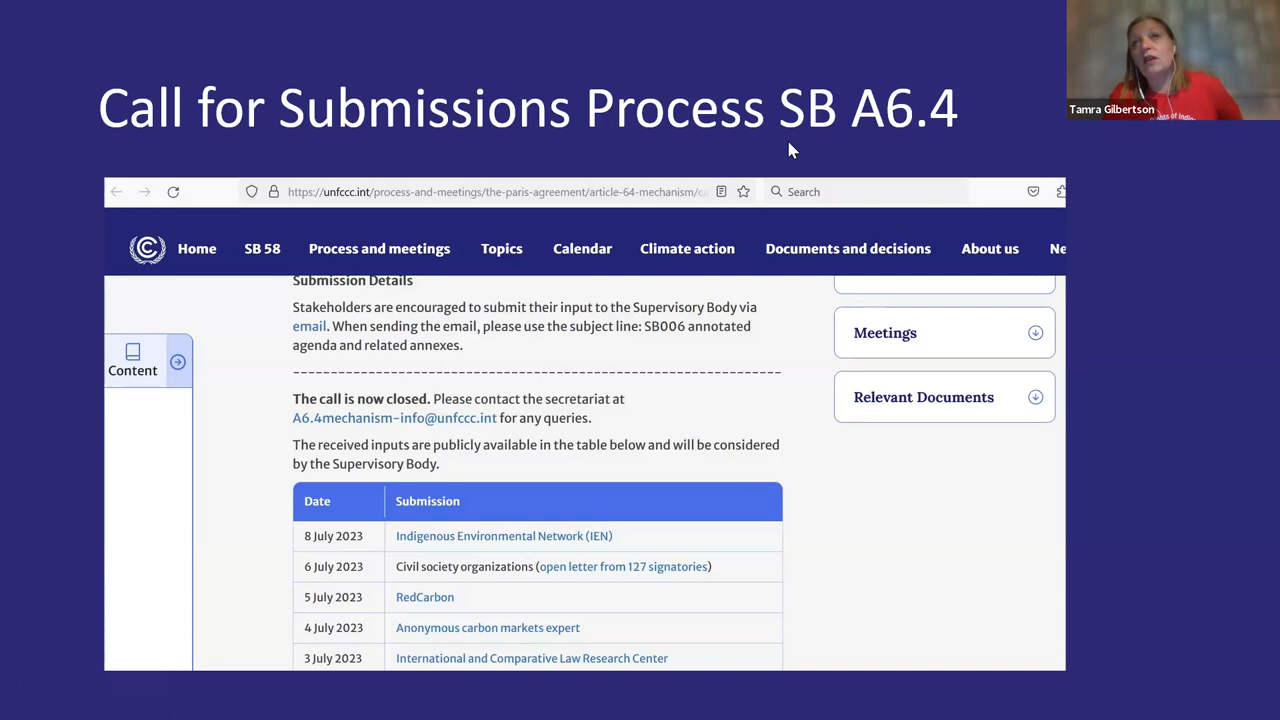 Call for Submissions Process SB A6.4
Tamra Gilbertson
https://unfccc.int/process-and-meetings/the-paris-agreement/article-64-mechanism/c
Search
Home
SB 58
Process and meetings
Topics
Calendar
Climate action
Documents and decisions
About us
Ne
Submission Details
Stakeholders are encouraged to submit their input to the Supervisory Body via
email. When sending the email, please use the subject line: SB006 annotated
agenda and related annexes.
--------------------------------------------------------------
The call is now closed. Please contact the secretariat at
A6.4mechanism-info@unfccc.int for any queries.
The received inputs are publicly available in the table below and will be considered
by the Supervisory Body.
Date Submission
8 July 2023 Indigenous Environmental Network (IEN)
6 July 2023 Civil society organizations (open letter from 127 signatories)
5 July 2023 RedCarbon
4 July 2023 Anonymous carbon markets expert
3 July 2023 International and Comparative Law Research Center
Content
Meetings
Relevant Documents